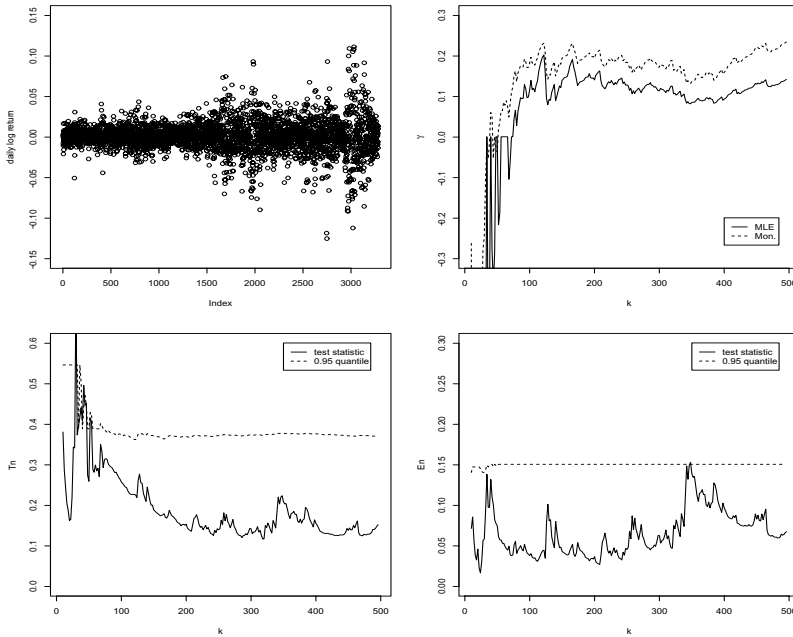 0.15
0.10
0.05
0.00
-0.05
-0.10
-0.15
daily log return
0 500 1000 1500 2000 2500 3000
Index
0.3
0.2
0.1
0.0
-0.1
-0.2
-0.3
γ
MLE
Mon.
0 100 200 300 400 500
k
0.6
0.5
0.4
0.3
0.2
0.1
0.0
Tn
test statistic
0.95 quantile
0 100 200 300 400 500
k
0.30
0.25
0.20
0.15
0.10
0.05
0.00
En
test statistic
0.95 quantile
0 100 200 300 400 500
k